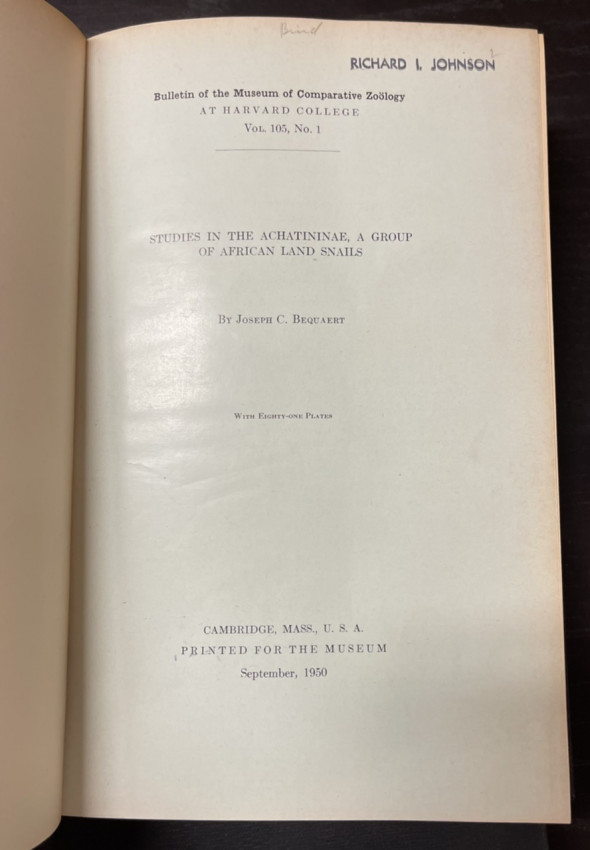 Bind
RICHARD I. JOHNSON
Bulletin of the Museum of Comparative Zoölogy
AT HARVARD COLLEGE
VOL. 105, NO. 1
STUDIES IN THE ACHATININAE, A GROUP
OF AFRICAN LAND SNAILS
BY JOSEPH C. BEQUAERT
WITH EIGHTY-ONE PLATES
CAMBRIDGE, MASS., U. S. A.
PRINTED FOR THE MUSEUM
September, 1950